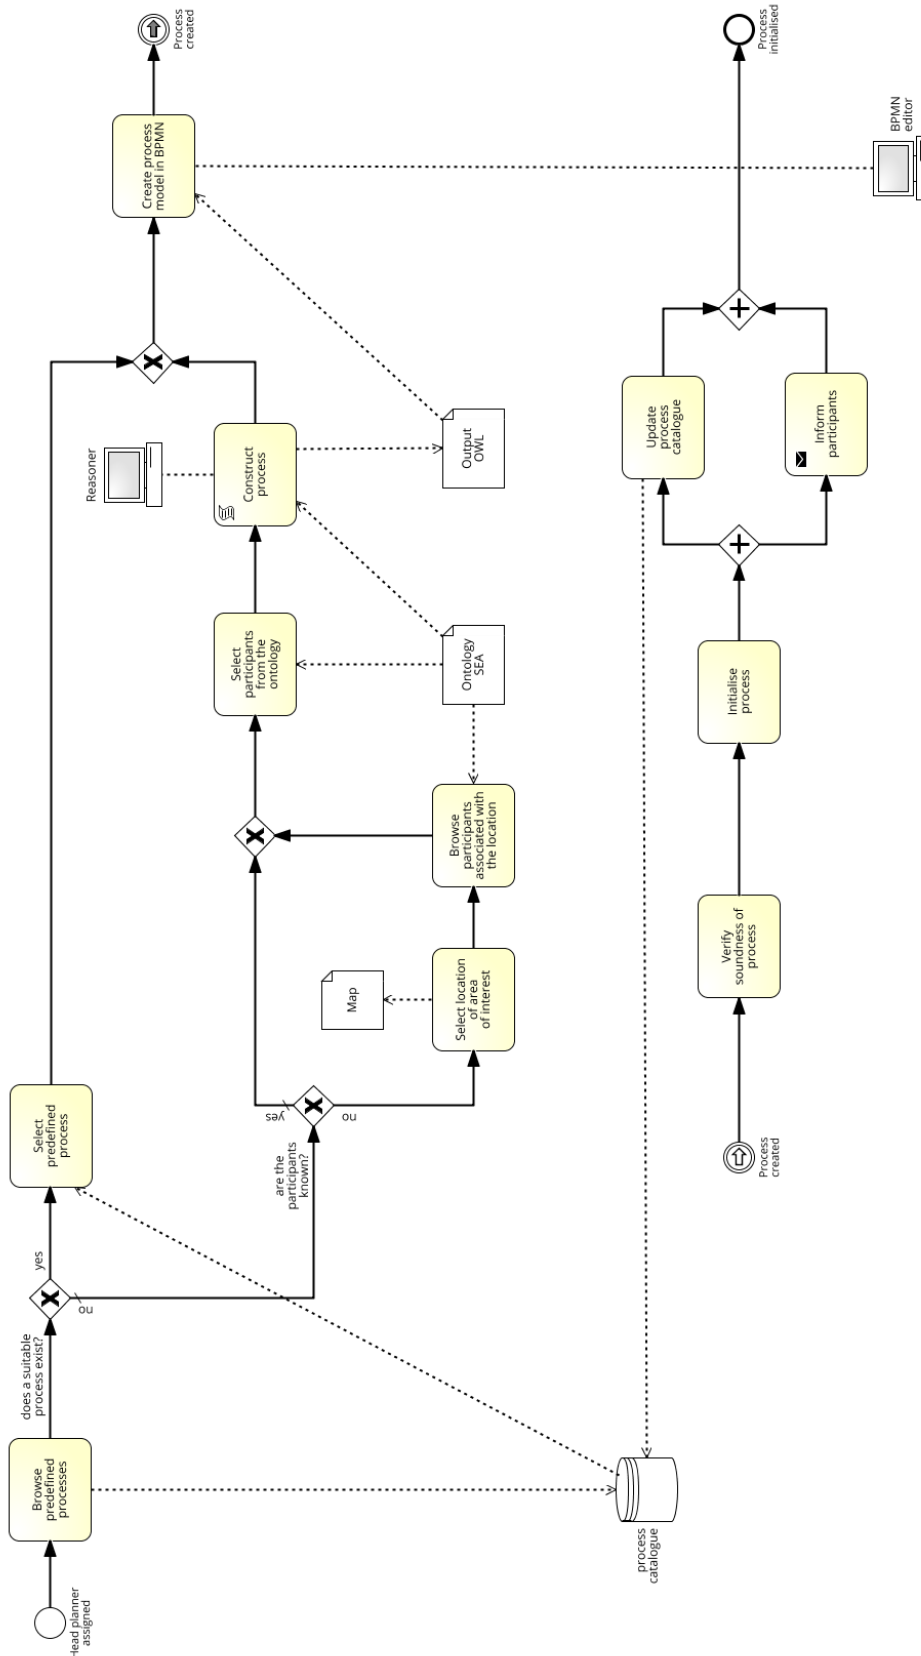 Head planner
assigned
Browse
predefined
processes
does a suitable
process exist?
yes
no
Select
predefined
process
are the
participants
known?
yes
no
Select location
of area
of interest
Map
Browse
participants
associated with
the location
Ontology
SEA
Select
participants
from the
ontology
Construct
process
Reasoner
Output
OWL
Create process
model in BPMN
Process
created
BPMN
editor
process
catalogue
Process
created
Verify
soundness of
process
Initialise
process
Update
process
catalogue
Inform
participants
Process
initialised